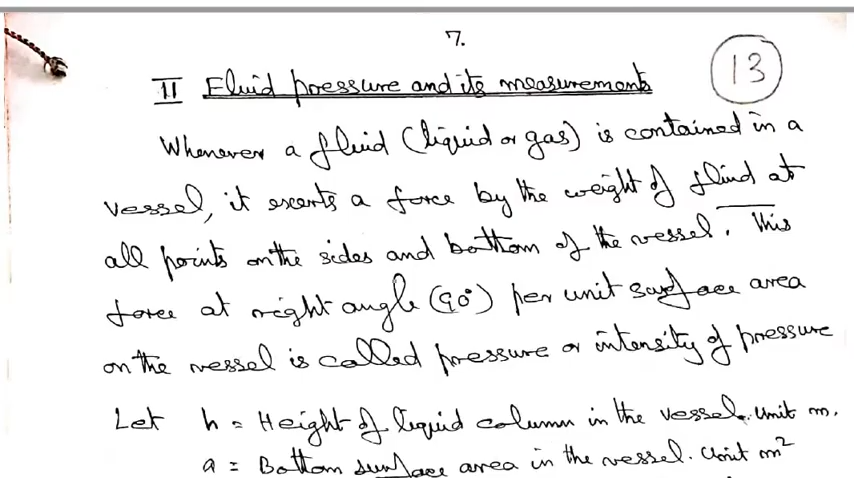 7.
13
II Fluid pressure and its measurements
Whenever a fluid (liquid or gas) is contained in a
vessel, it exerts a force by the weight of fluid at
all points on the sides and bottom of the vessel. This
force at right angle (90°) per unit surface area
on the vessel is called pressure or intensity of pressure
Let h = Height of liquid column in the vessel. Unit m.
a = Bottom surface area in the vessel. Unit m²